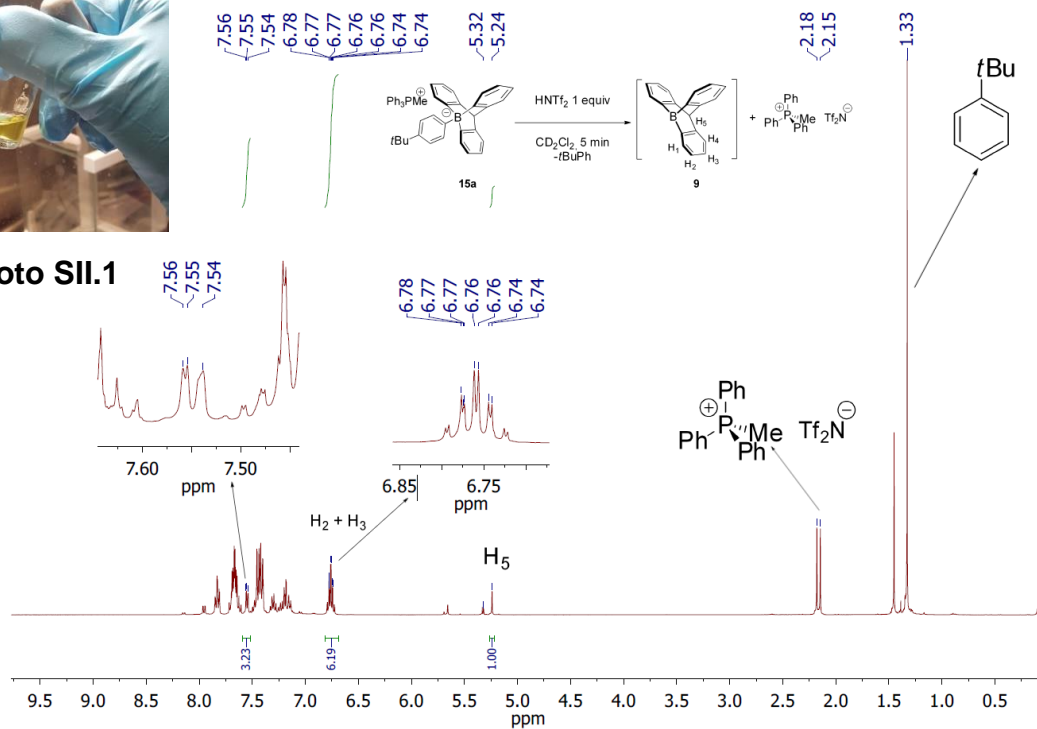 7.56
7.55
7.54
6.78
6.77
6.77
6.76
6.76
6.74
6.74
5.32
5.24
2.18
2.15
1.33
Ph₃PMe
⊕
⊖
B
tBu
15a
HNTf₂ 1 equiv
CD₂Cl₂, 5 min
-tBuPh
B
H₅
H₄
H₁
H₃
H₂
9
+
Ph
⊕
P
Ph
Me
Ph
Tf₂N
⊖
tBu
oto SII.1
7.56
7.55
7.54
7.60 7.50
ppm
6.78
6.77
6.77
6.76
6.76
6.74
6.74
6.85 6.75
ppm
H₂ + H₃
H₅
Ph
⊕
P
Ph
Me
Ph
Tf₂N
⊖
3.23
6.19
1.00
9.5 9.0 8.5 8.0 7.5 7.0 6.5 6.0 5.5 5.0 4.5 4.0 3.5 3.0 2.5 2.0 1.5 1.0 0.5
ppm